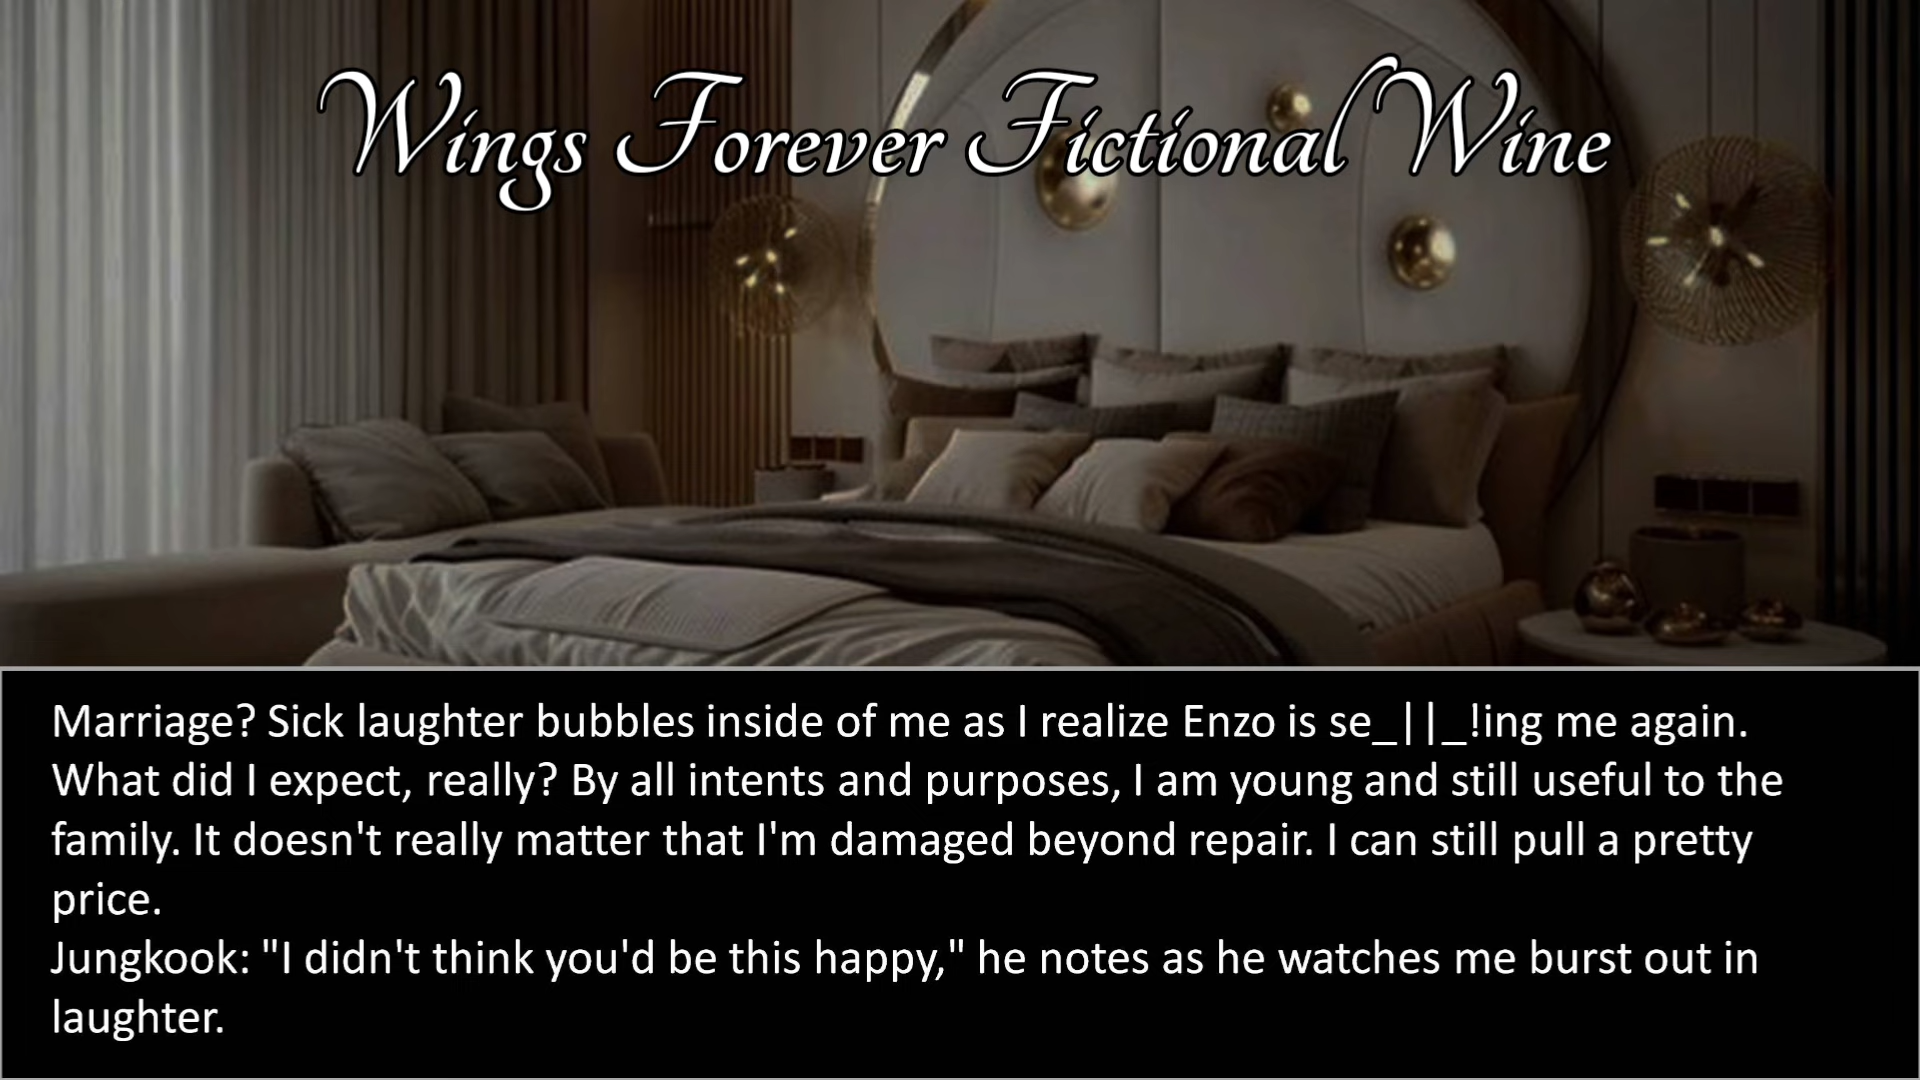 Wings Forever Fictional Wine
Marriage? Sick laughter bubbles inside of me as I realize Enzo is se_||_!ing me again.
What did I expect, really? By all intents and purposes, I am young and still useful to the
family. It doesn't really matter that I'm damaged beyond repair. I can still pull a pretty
price.
Jungkook: "I didn't think you'd be this happy," he notes as he watches me burst out in
laughter.